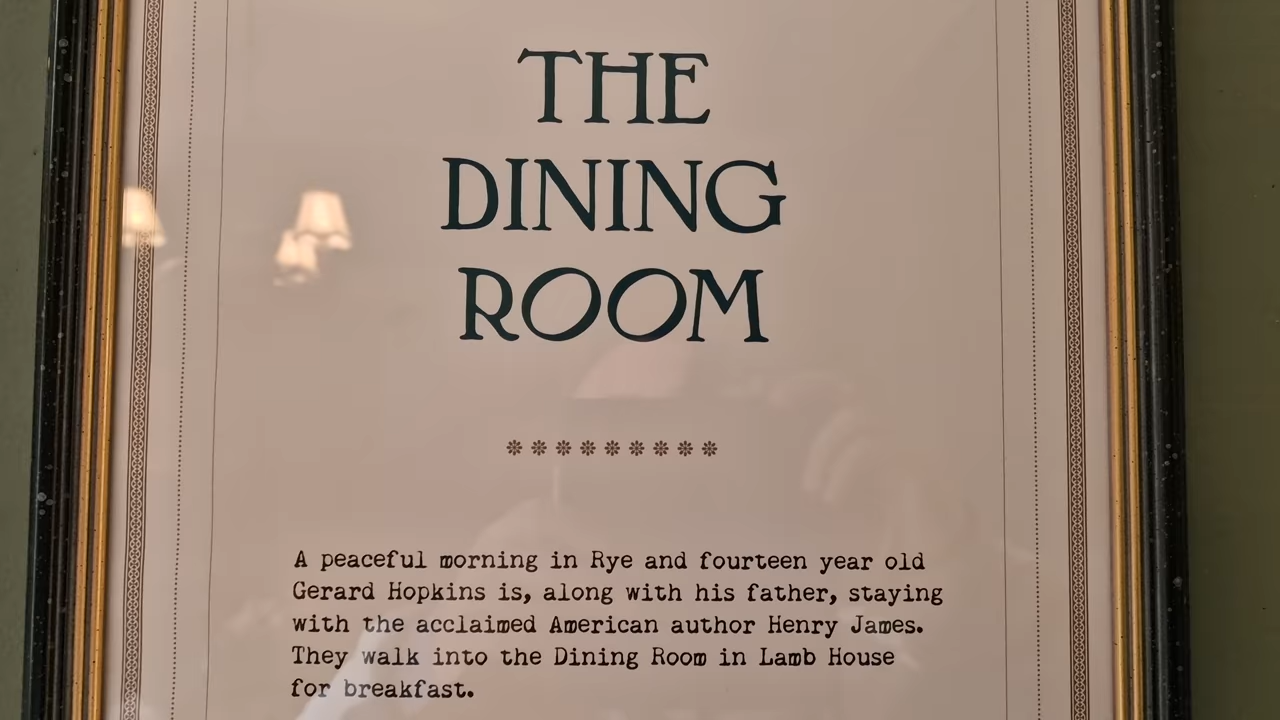 THE
DINING
ROOM
A peaceful morning in Rye and fourteen year old
Gerard Hopkins is, along with his father, staying
with the acclaimed American author Henry James.
They walk into the Dining Room in Lamb House
for breakfast.